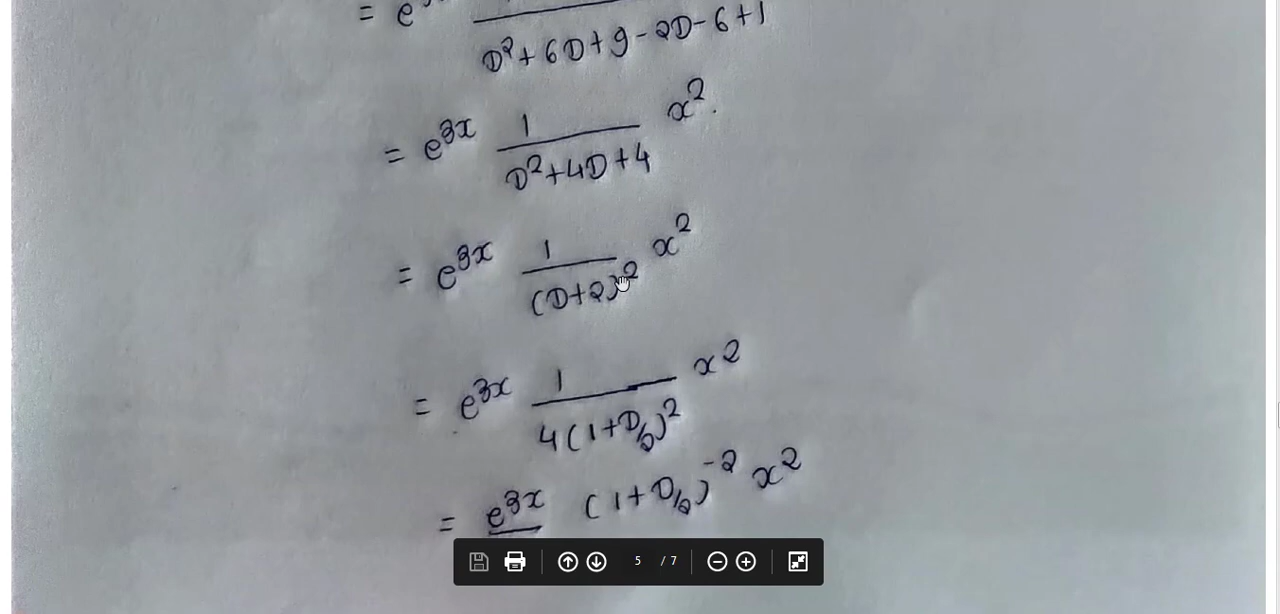 = e
D²+6D+9-2D-6+1
= e^{3x} 1/(D²+4D+4) x².
= e^{3x} 1/(D+2)² x²
= e^{3x} 1/(4(1+D/2)²) x²
= e^{3x} (1+D/2)^{-2} x²
5 / 7